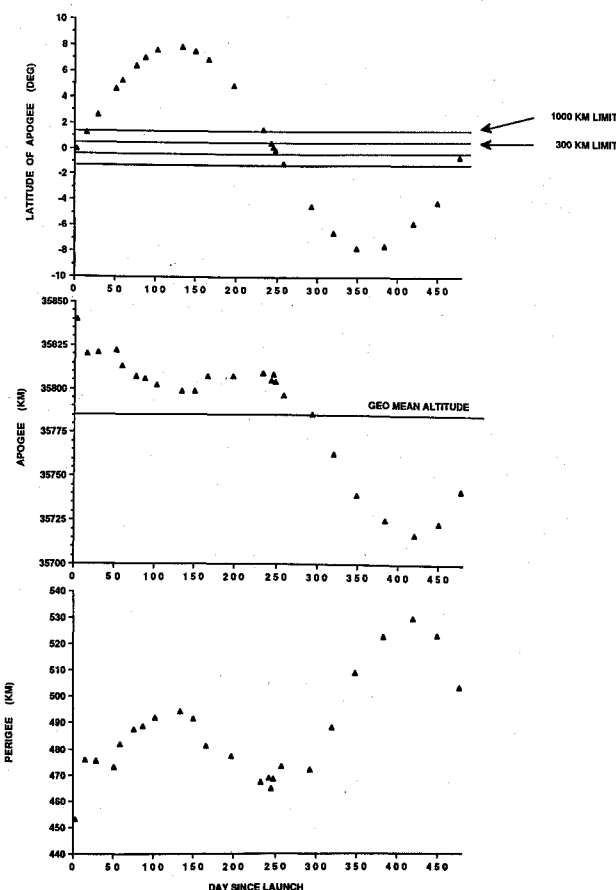 10
8
6
4
2
0
-2
-4
-6
-8
-10
LATITUDE OF APOGEE (DEG)
1000 KM LIMIT
300 KM LIMIT
0 50 100 150 200 250 300 350 400 450
35850
35825
35800
35775
35750
35725
35700
APOGEE (KM)
GEO MEAN ALTITUDE
0 50 100 150 200 250 300 350 400 450
540
530
520
510
500
490
480
470
460
450
440
PERIGEE (KM)
0 50 100 150 200 250 300 350 400 450
DAY SINCE LAUNCH